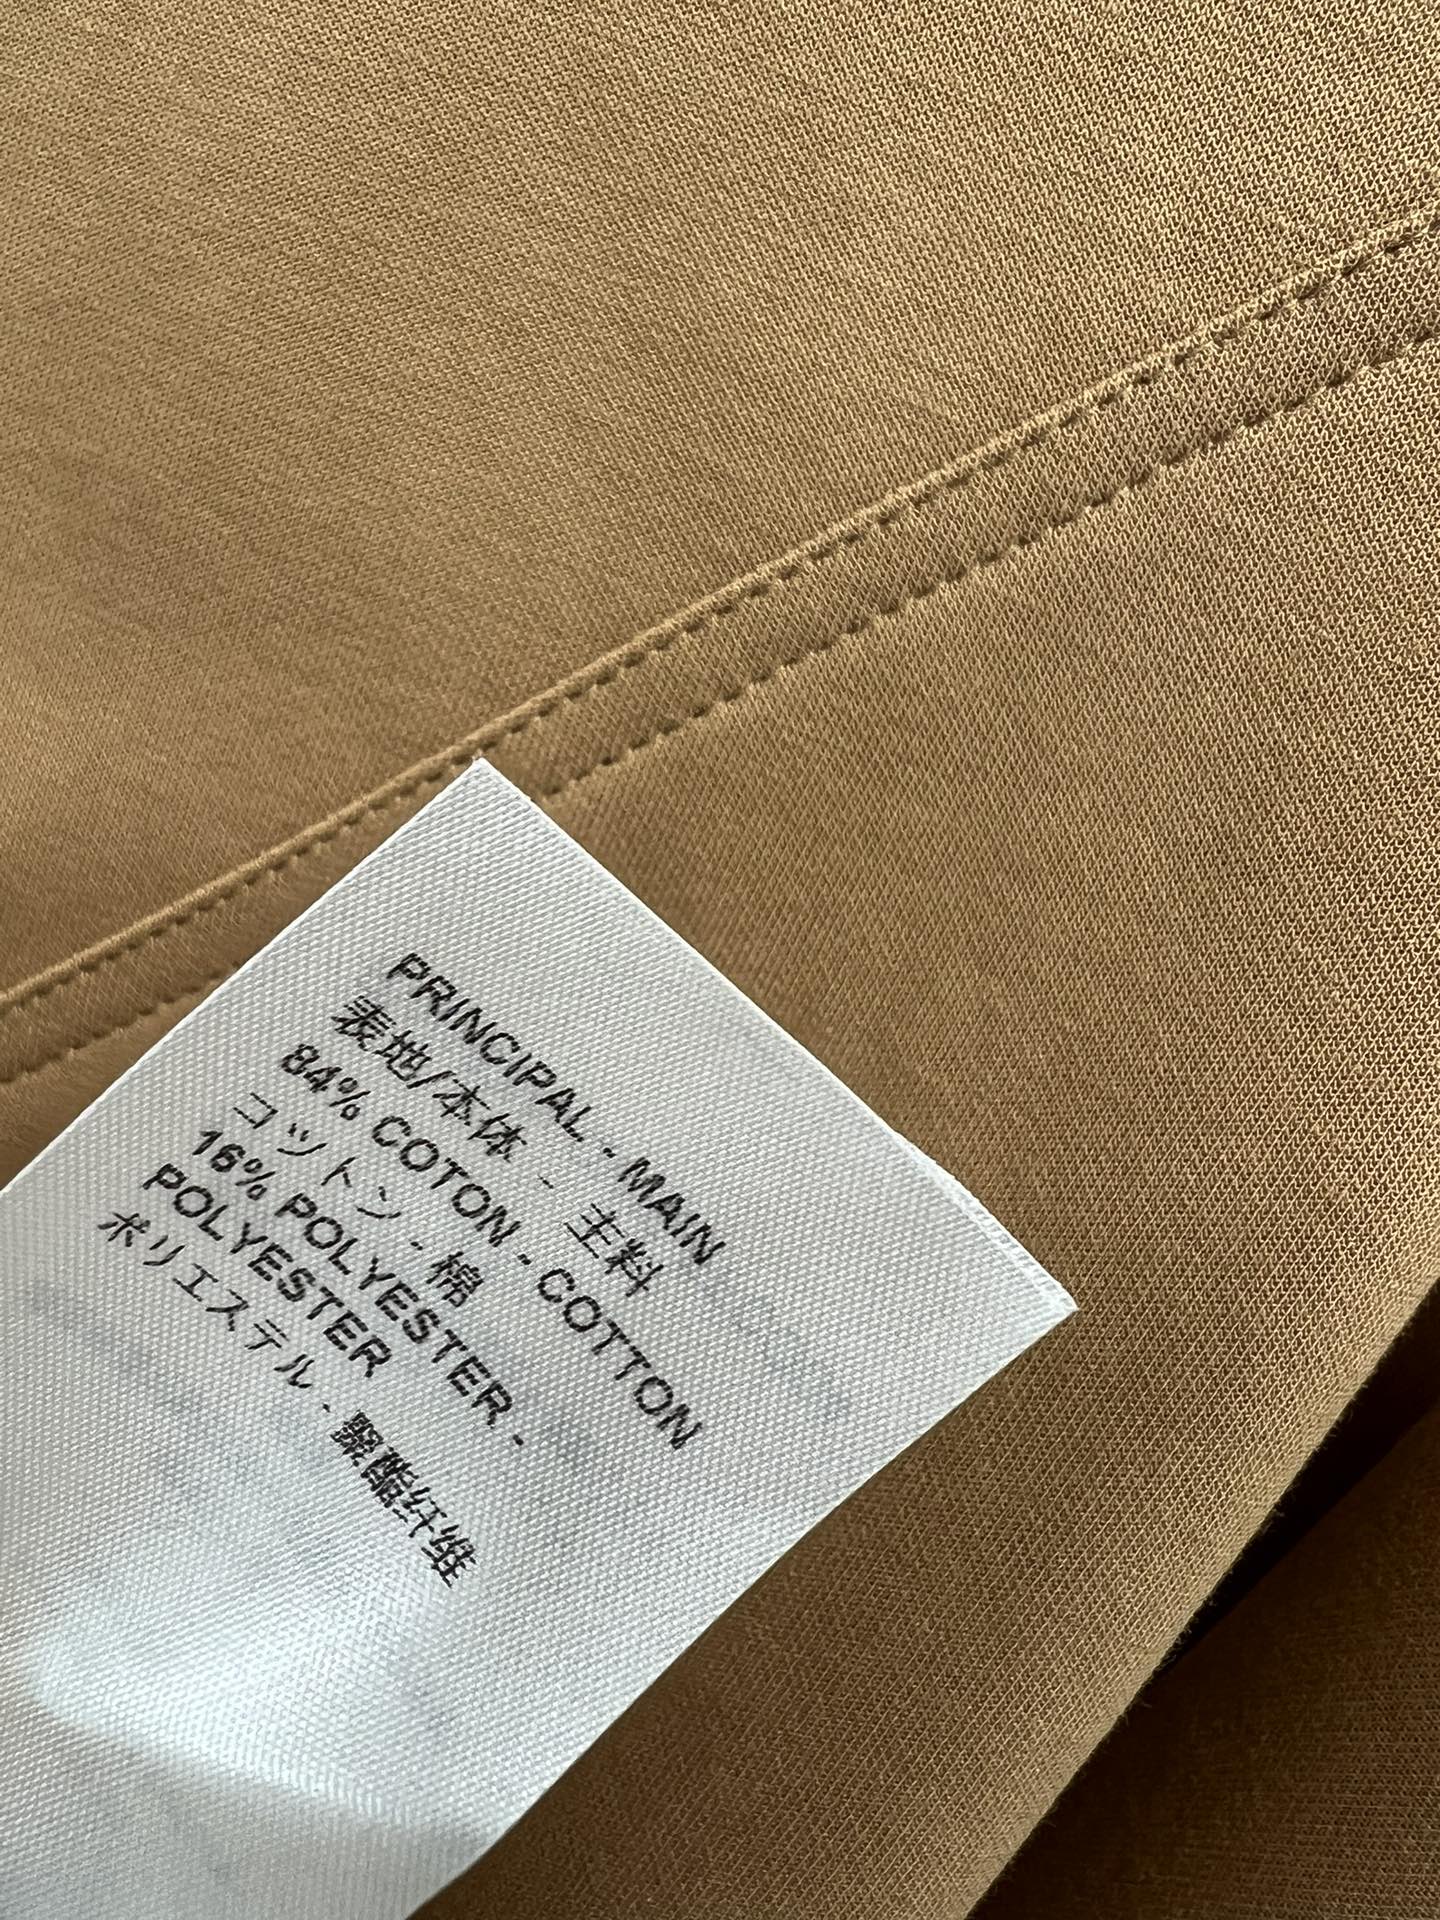 PRINCIPAL - MAIN
表地/本体 - 主料
84% COTON - COTTON
コットン - 棉
16% POLYESTER -
POLYESTER
ポリエステル - 聚酯纤维